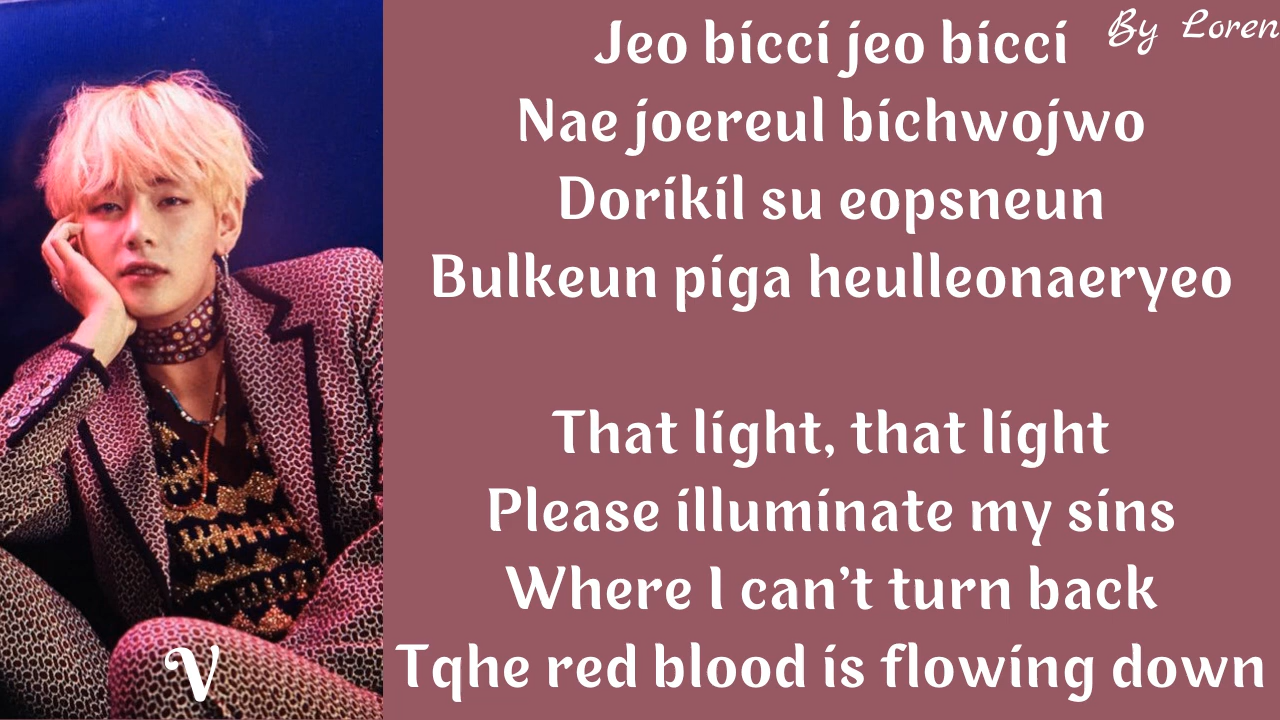 By Loren
Jeo bicci jeo bicci
Nae joereul bichwojwo
Dorikil su eopsneun
Bulkeun piga heulleonaeryeo
That light, that light
Please illuminate my sins
Where I can't turn back
Tqhe red blood is flowing down
V